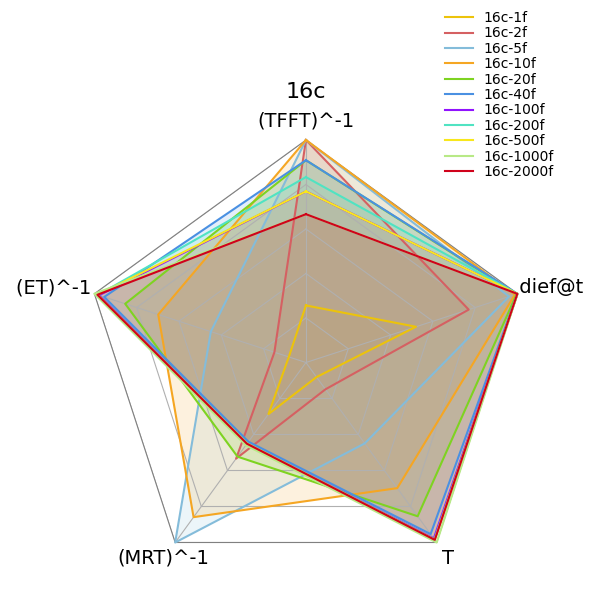 16c-1f
16c-2f
16c-5f
16c-10f
16c-20f
16c-40f
16c-100f
16c-200f
16c-500f
16c-1000f
16c-2000f
16c
(TFFT)^-1
(ET)^-1
dief@t
(MRT)^-1
T